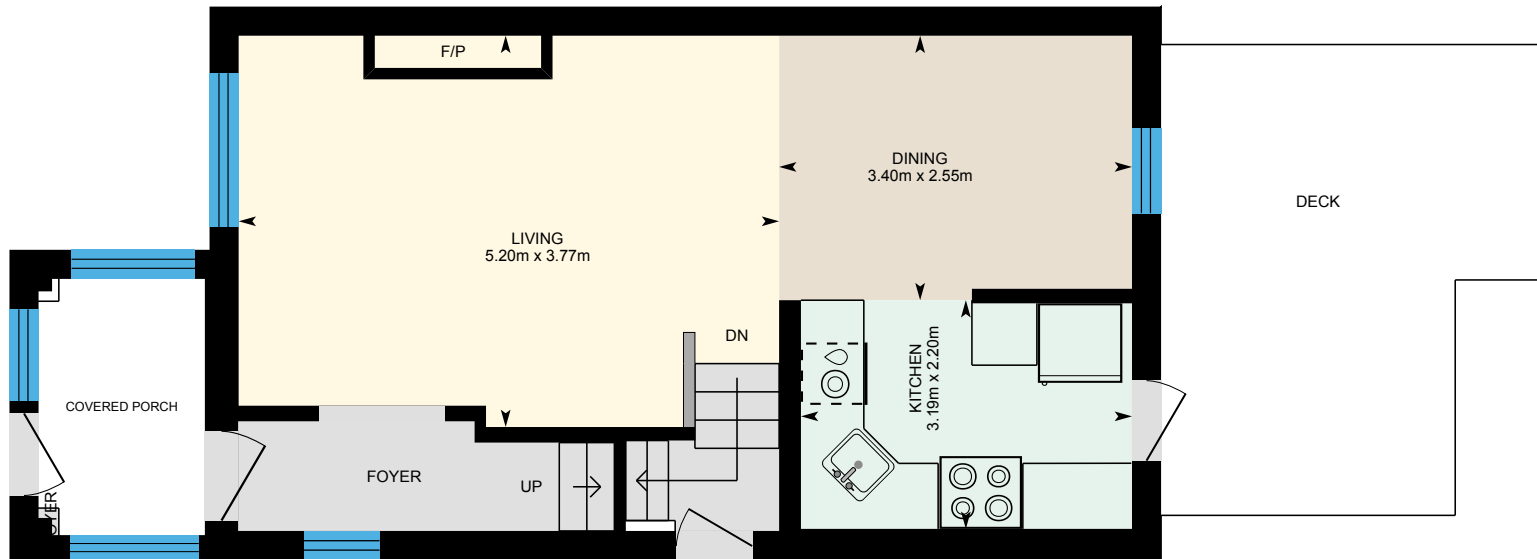 F/P
DINING
3.40m x 2.55m
DECK
LIVING
5.20m x 3.77m
DN
KITCHEN
3.19m x 2.20m
COVERED PORCH
FOYER
UP